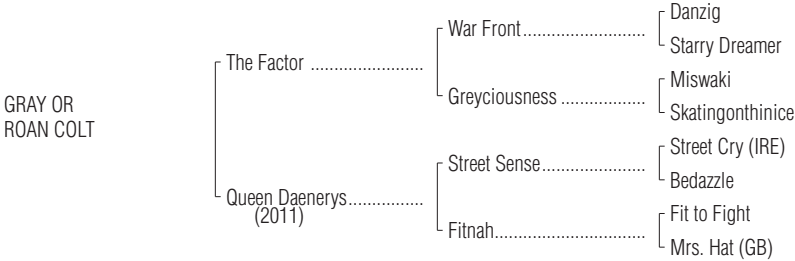 GRAY OR
ROAN COLT
The Factor .......................
Queen Daenerys................
(2011)
War Front.........................
Greyciousness .................
Street Sense.....................
Fitnah..............................
Danzig
Starry Dreamer
Miswaki
Skatingonthinice
Street Cry (IRE)
Bedazzle
Fit to Fight
Mrs. Hat (GB)